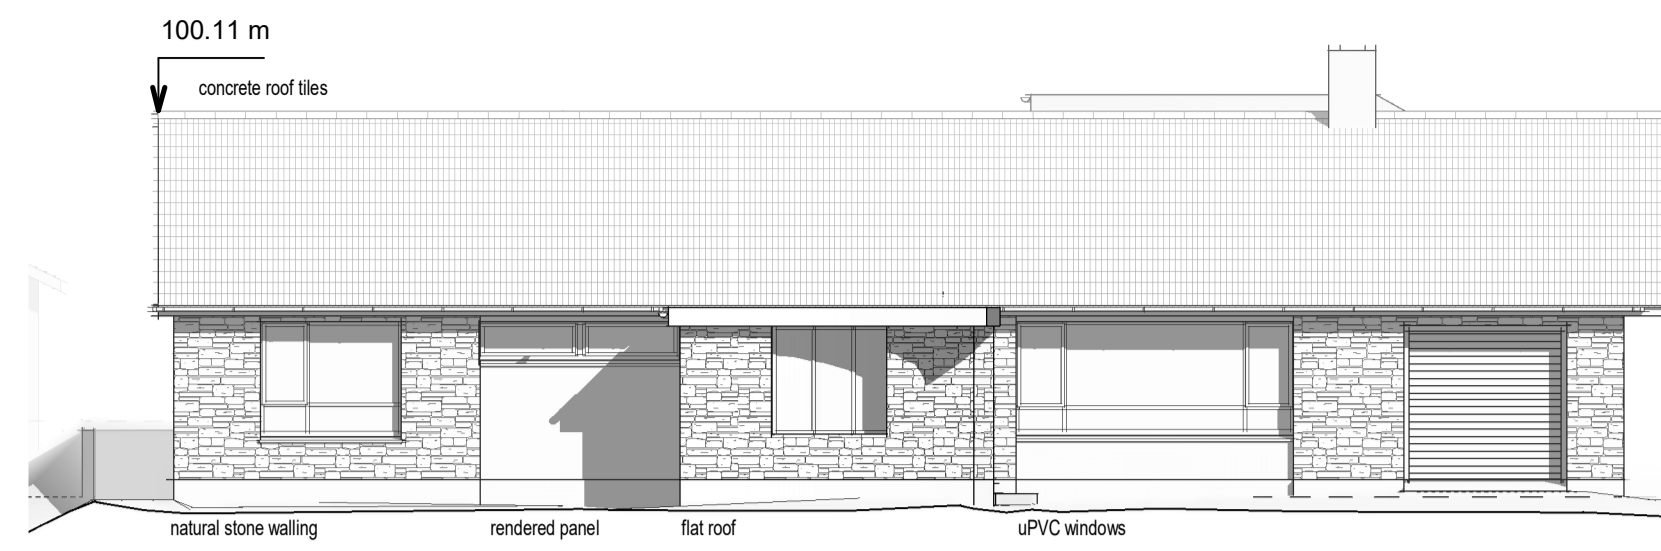 100.11 m
concrete roof tiles
natural stone walling
rendered panel
flat roof
uPVC windows